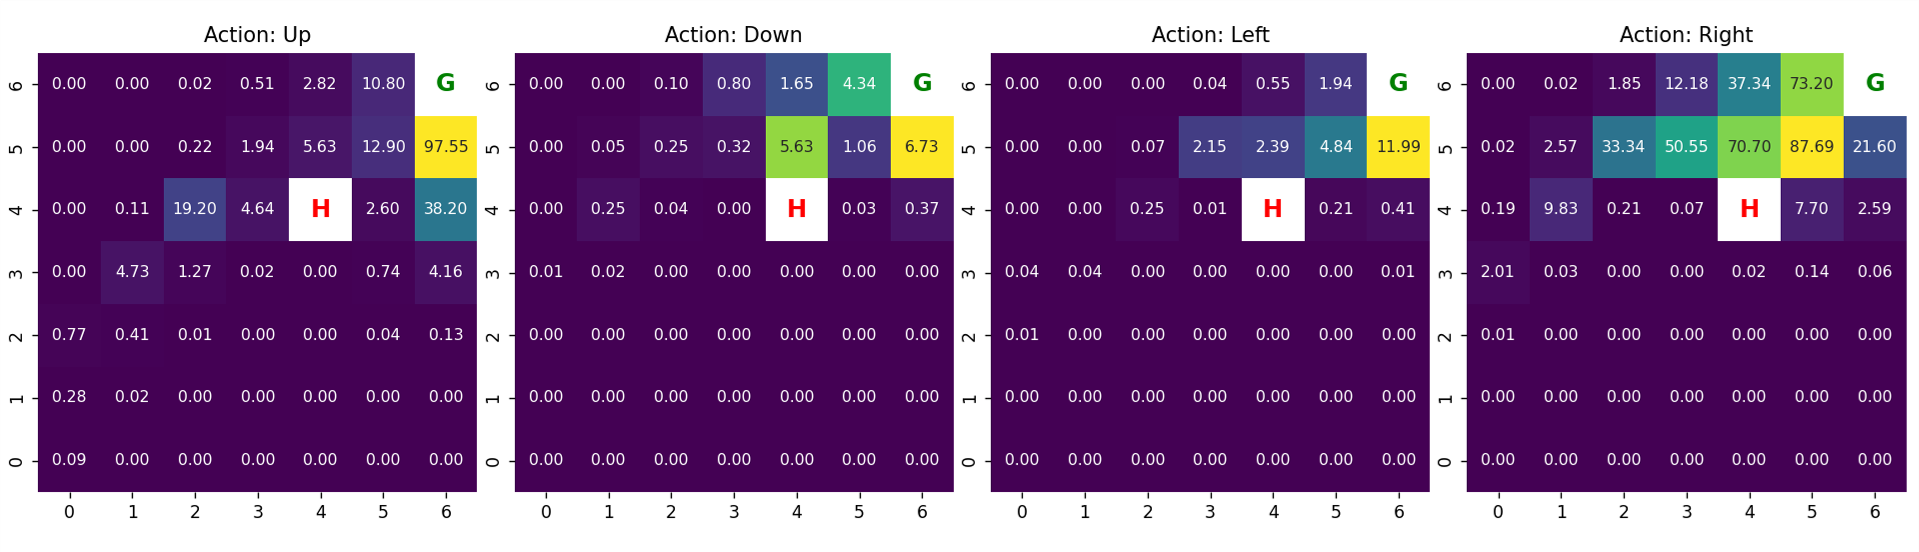 Action: Up Action: Down Action: Left Action: Right
6 0.00 0.00 0.02 0.51 2.82 10.80 G 6 0.00 0.00 0.10 0.80 1.65 4.34 G 6 0.00 0.00 0.00 0.04 0.55 1.94 G 6 0.00 0.02 1.85 12.18 37.34 73.20 G
5 0.00 0.00 0.22 1.94 5.63 12.90 97.55 5 0.00 0.05 0.25 0.32 5.63 1.06 6.73 5 0.00 0.00 0.07 2.15 2.39 4.84 11.99 5 0.02 2.57 33.34 50.55 70.70 87.69 21.60
4 0.00 0.11 19.20 4.64 H 2.60 38.20 4 0.00 0.25 0.04 0.00 H 0.03 0.37 4 0.00 0.00 0.25 0.01 H 0.21 0.41 4 0.19 9.83 0.21 0.07 H 7.70 2.59
3 0.00 4.73 1.27 0.02 0.00 0.74 4.16 3 0.01 0.02 0.00 0.00 0.00 0.00 0.00 3 0.04 0.04 0.00 0.00 0.00 0.00 0.01 3 2.01 0.03 0.00 0.00 0.02 0.14 0.06
2 0.77 0.41 0.01 0.00 0.00 0.04 0.13 2 0.00 0.00 0.00 0.00 0.00 0.00 0.00 2 0.01 0.00 0.00 0.00 0.00 0.00 0.00 2 0.01 0.00 0.00 0.00 0.00 0.00 0.00
1 0.28 0.02 0.00 0.00 0.00 0.00 0.00 1 0.00 0.00 0.00 0.00 0.00 0.00 0.00 1 0.00 0.00 0.00 0.00 0.00 0.00 0.00 1 0.00 0.00 0.00 0.00 0.00 0.00 0.00
0 0.09 0.00 0.00 0.00 0.00 0.00 0.00 0 0.00 0.00 0.00 0.00 0.00 0.00 0.00 0 0.00 0.00 0.00 0.00 0.00 0.00 0.00 0 0.00 0.00 0.00 0.00 0.00 0.00 0.00
0 1 2 3 4 5 6 0 1 2 3 4 5 6 0 1 2 3 4 5 6 0 1 2 3 4 5 6